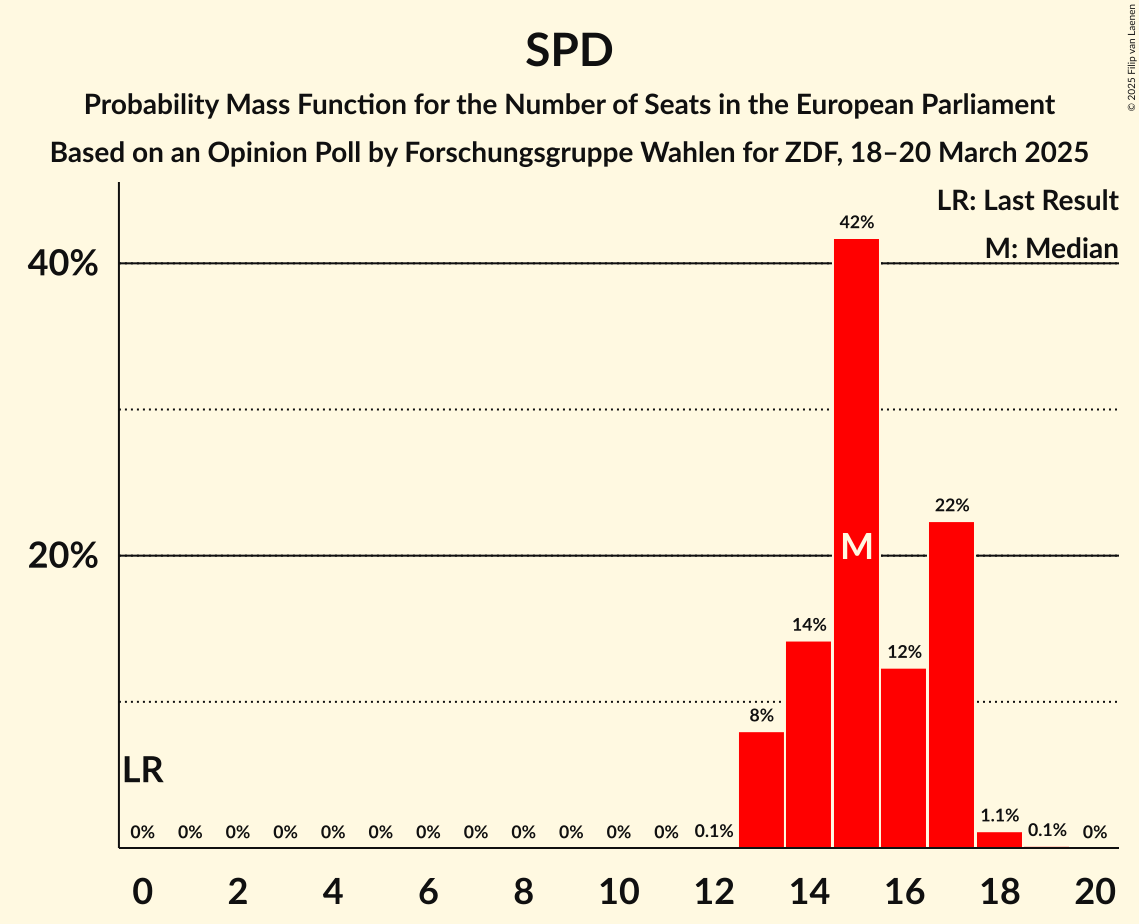 SPD
Probability Mass Function for the Number of Seats in the European Parliament
Based on an Opinion Poll by Forschungsgruppe Wahlen for ZDF, 18–20 March 2025
© 2025 Filip van Laenen
LR: Last Result
M: Median
40%
20%
42%
22%
M
14%
12%
8%
LR
0% 0% 0% 0% 0% 0% 0% 0% 0% 0% 0% 0% 0.1% 1.1% 0.1% 0%
0 2 4 6 8 10 12 14 16 18 20